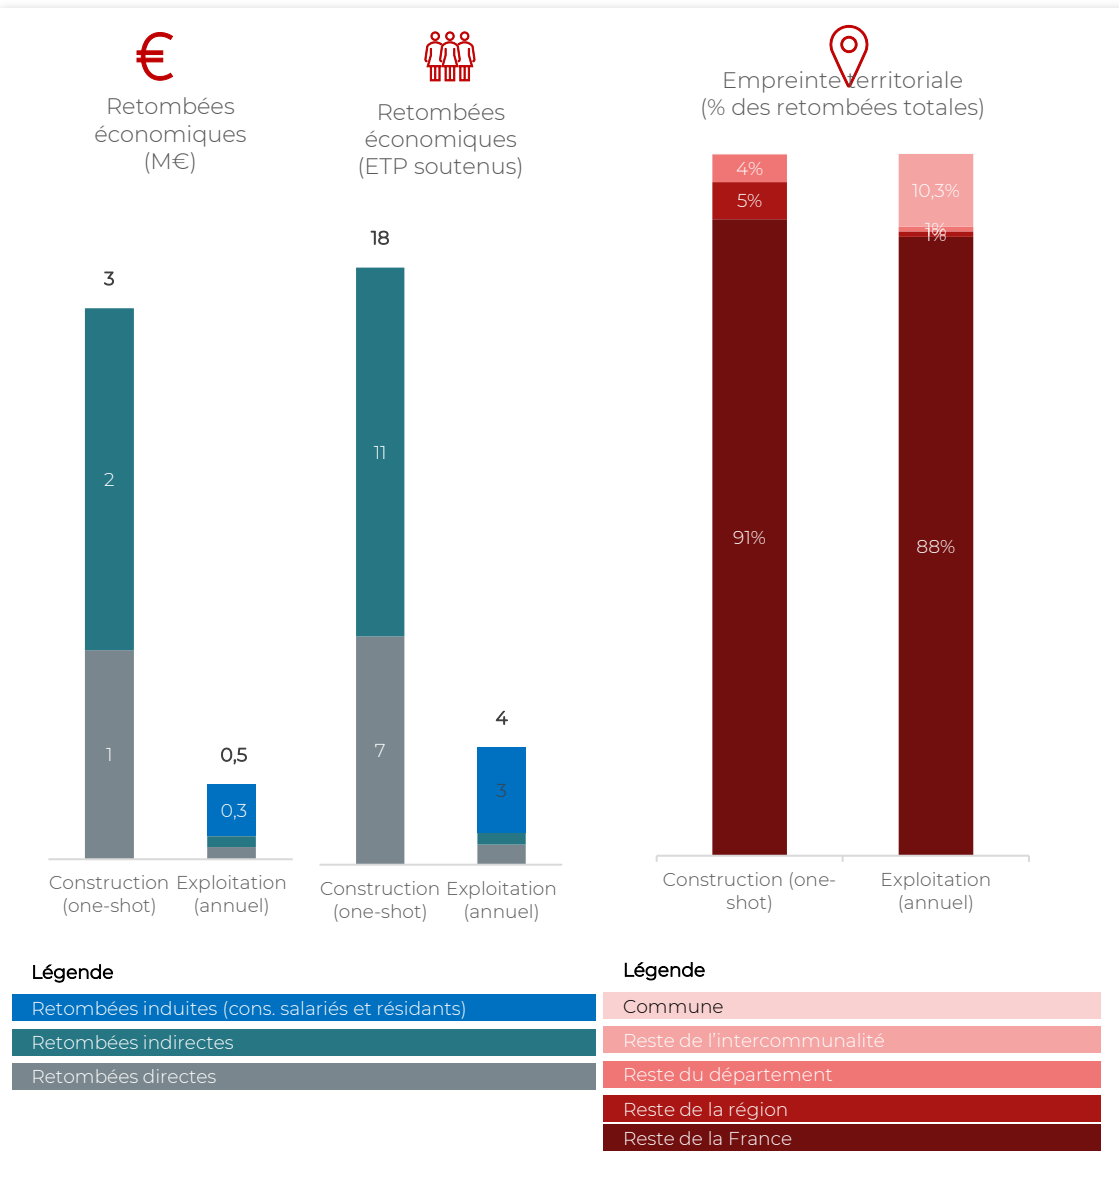 €
Retombées
économiques
(M€)
Retombées
économiques
(ETP soutenus)
Empreinte territoriale
(% des retombées totales)
3
2
1
0,5
0,3
Construction
(one-shot)
Exploitation
(annuel)
18
11
7
4
3
Construction
(one-shot)
Exploitation
(annuel)
4%
5%
91%
10,3%
1%
1%
88%
Construction (one-
shot)
Exploitation
(annuel)
Légende
Retombées induites (cons. salariés et résidants)
Retombées indirectes
Retombées directes
Légende
Commune
Reste de l'intercommunalité
Reste du département
Reste de la région
Reste de la France